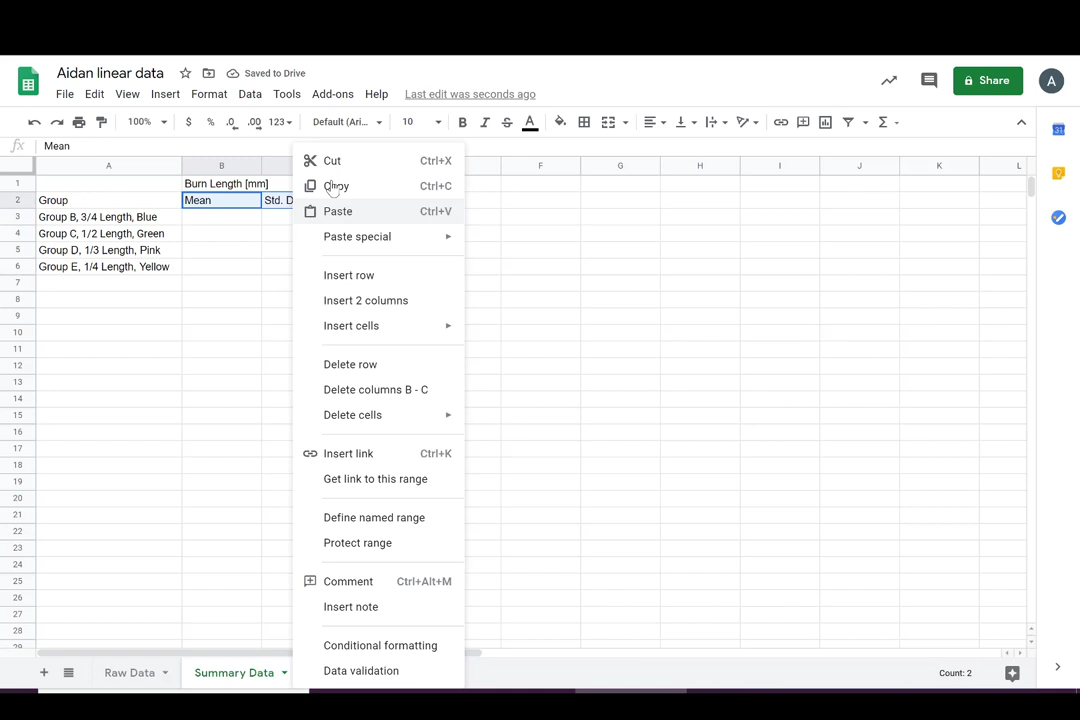 Aidan linear data
Saved to Drive
File Edit View Insert Format Data Tools Add-ons Help Last edit was seconds ago
Share
A
100% $ % .0 .00 123 Default (Ari... 10 B I S A Σ
fx Mean
A B F G H I J K L
1 Burn Length [mm]
2 Group Mean Std. D
3 Group B, 3/4 Length, Blue
4 Group C, 1/2 Length, Green
5 Group D, 1/3 Length, Pink
6 Group E, 1/4 Length, Yellow
7
8
9
10
11
12
13
14
15
16
17
18
19
20
21
22
23
24
25
26
27
28
29
Cut Ctrl+X
Copy Ctrl+C
Paste Ctrl+V
Paste special
Insert row
Insert 2 columns
Insert cells
Delete row
Delete columns B - C
Delete cells
Insert link Ctrl+K
Get link to this range
Define named range
Protect range
Comment Ctrl+Alt+M
Insert note
Conditional formatting
Data validation
31
Raw Data Summary Data Count: 2